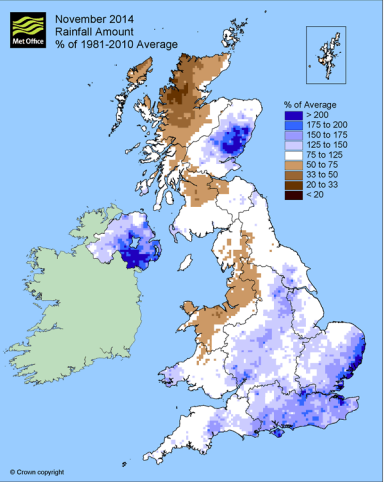 Met Office
November 2014
Rainfall Amount
% of 1981-2010 Average
% of Average
> 200
175 to 200
150 to 175
125 to 150
75 to 125
50 to 75
33 to 50
20 to 33
< 20
© Crown copyright